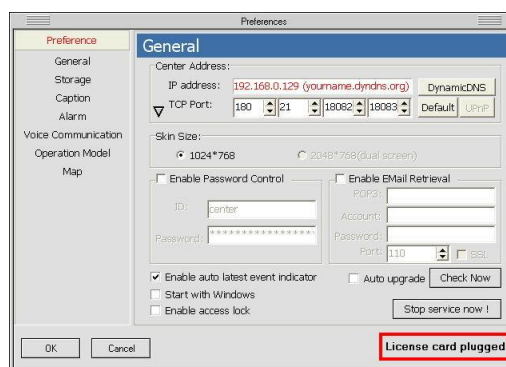 Preferences
Preference
General
Storage
Caption
Alarm
Voice Communication
Operation Model
Map
General
Center Address:
IP address: 192.168.0.129 (yourname.dyndns.org) DynamicDNS
TCP Port: 180 21 18082 18083 Default UPnP
Skin Size:
1024*768 2048*768(dual screen)
Enable Password Control
ID: center
Password: ****************
Enable EMail Retrieval
POP3:
Account:
Password:
Port: 110 SSL
Enable auto latest event indicator
Auto upgrade Check Now
Start with Windows
Enable access lock
Stop service now !
OK Cancel
License card plugged